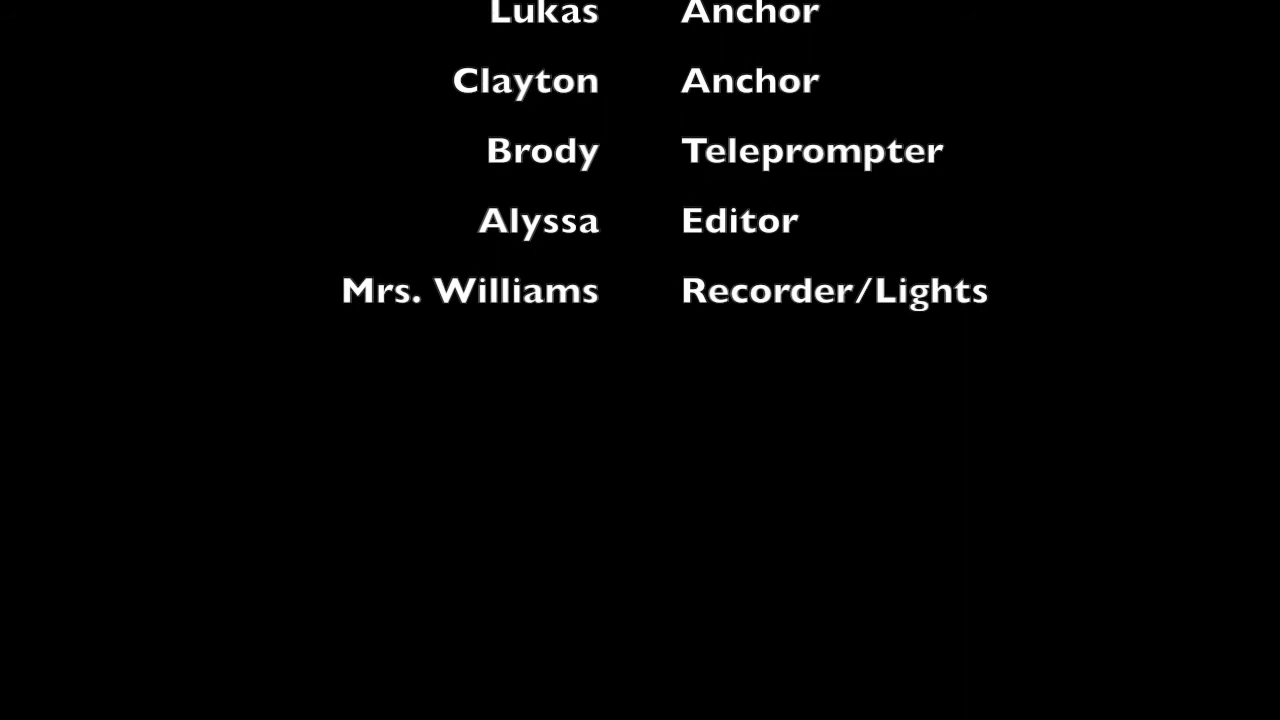 Lukas Anchor
Clayton Anchor
Brody Teleprompter
Alyssa Editor
Mrs. Williams Recorder/Lights